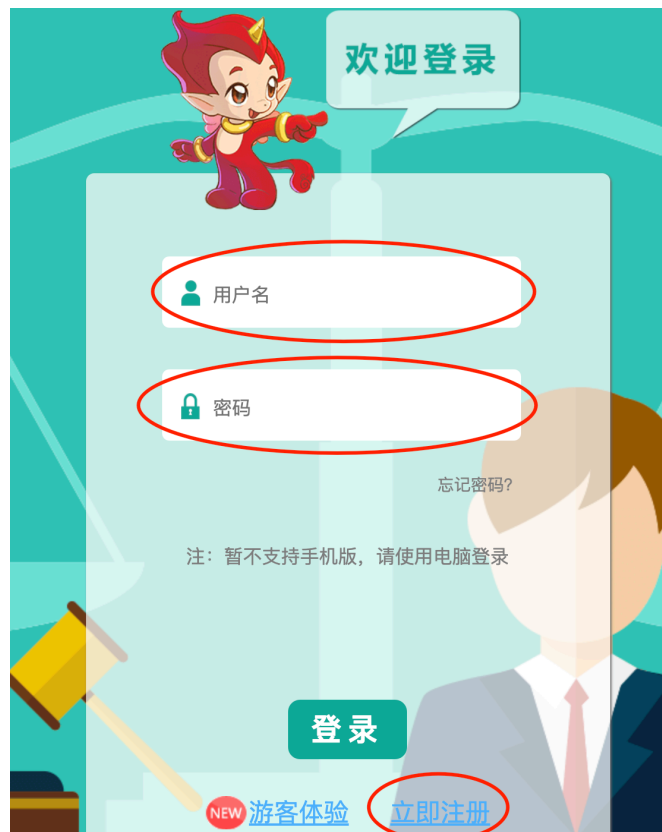 欢迎登录
用户名
密码
忘记密码?
注：暂不支持手机版，请使用电脑登录
登录
NEW 游客体验 立即注册